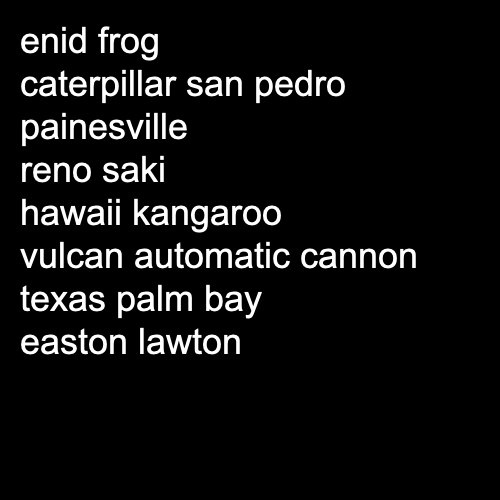 enid frog
caterpillar san pedro
painesville
reno saki
hawaii kangaroo
vulcan automatic cannon
texas palm bay
easton lawton